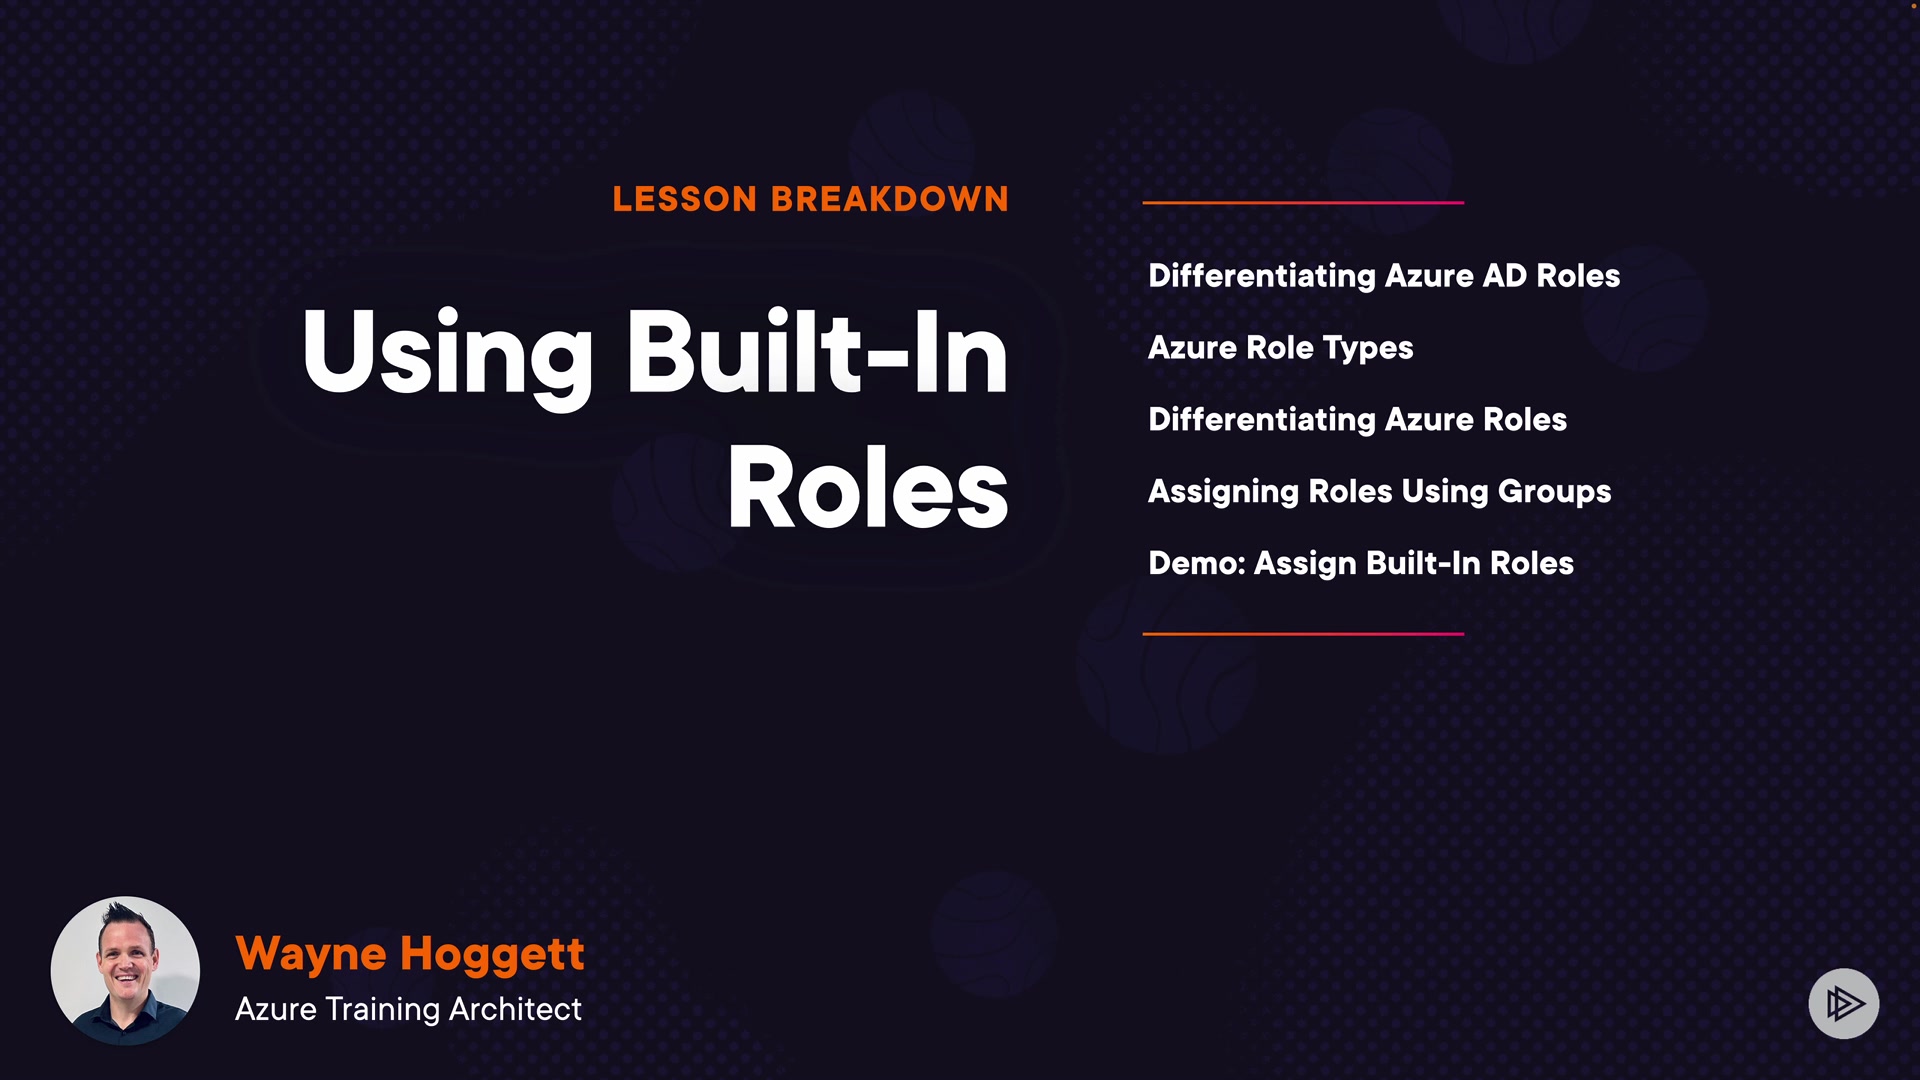 LESSON BREAKDOWN
Using Built-In
Roles
Differentiating Azure AD Roles
Azure Role Types
Differentiating Azure Roles
Assigning Roles Using Groups
Demo: Assign Built-In Roles
Wayne Hoggett
Azure Training Architect